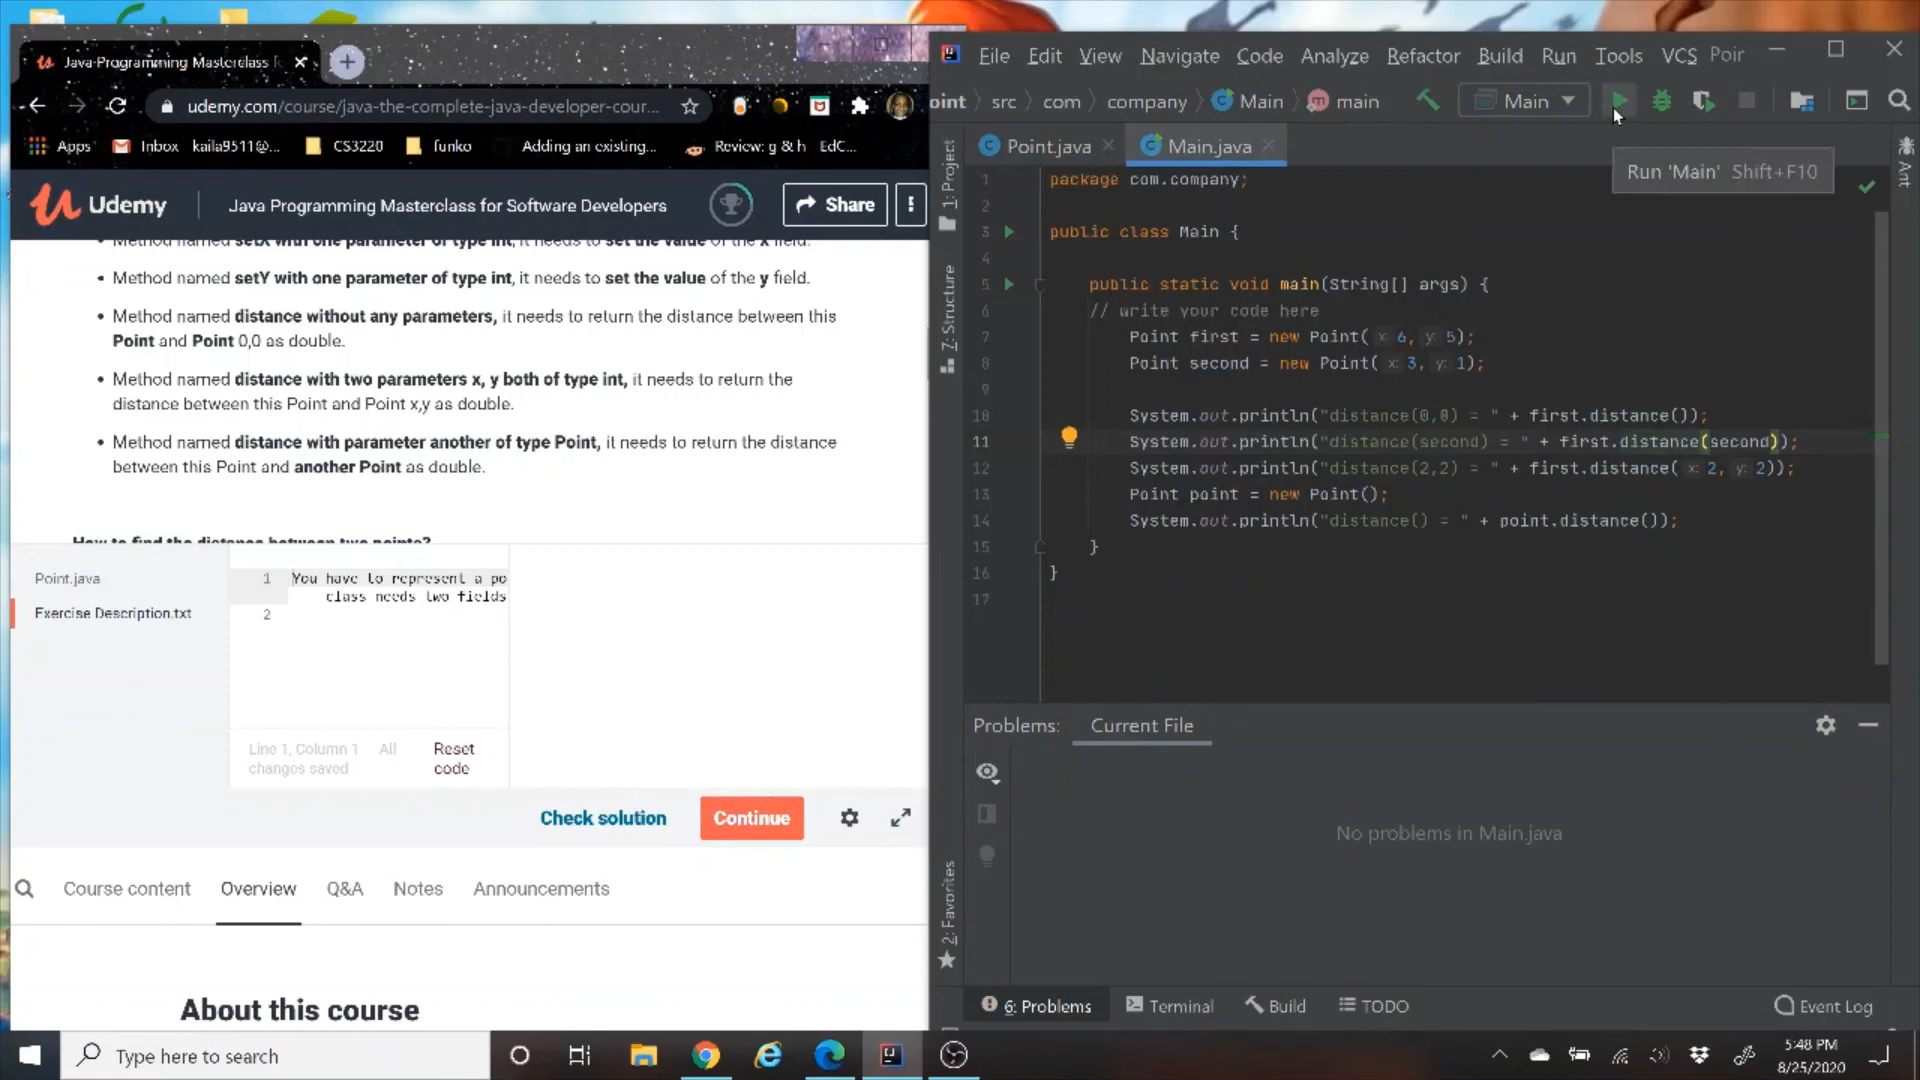 Java-Programming Masterclass f
udemy.com/course/java-the-complete-java-developer-cour...
Apps
Inbox
kaila9511@...
CS3220
funko
Adding an existing...
Review: g & h
EdC...
Udemy
Java Programming Masterclass for Software Developers
Share
Method named setX with one parameter of type int, it needs to set the value of the x field.
Method named setY with one parameter of type int, it needs to set the value of the y field.
Method named distance without any parameters, it needs to return the distance between this
Point and Point 0,0 as double.
Method named distance with two parameters x, y both of type int, it needs to return the
distance between this Point and Point x,y as double.
Method named distance with parameter another of type Point, it needs to return the distance
between this Point and another Point as double.
How to find the distance between two points?
Point.java
Exercise Description.txt
1 You have to represent a po
class needs two fields
2
Line 1, Column 1 All
changes saved
Reset
code
Check solution
Continue
Course content
Overview
Q&A
Notes
Announcements
About this course
File Edit View Navigate Code Analyze Refactor Build Run Tools VCS Poir
oint src com company Main main
Main
Run 'Main' Shift+F10
Point.java
Main.java
1: Project
7: Structure
2: Favorites
Ant
1 package com.company;
2
3 public class Main {
4
5 public static void main(String[] args) {
6 // write your code here
7 Point first = new Point( x: 6, y: 5);
8 Point second = new Point( x: 3, y: 1);
9
10 System.out.println("distance(0,0) = " + first.distance());
11 System.out.println("distance(second) = " + first.distance(second));
12 System.out.println("distance(2,2) = " + first.distance( x: 2, y: 2));
13 Point point = new Point();
14 System.out.println("distance() = " + point.distance());
15 }
16 }
17
Problems: Current File
No problems in Main.java
6: Problems
Terminal
Build
TODO
Event Log
Type here to search
5:48 PM
8/25/2020